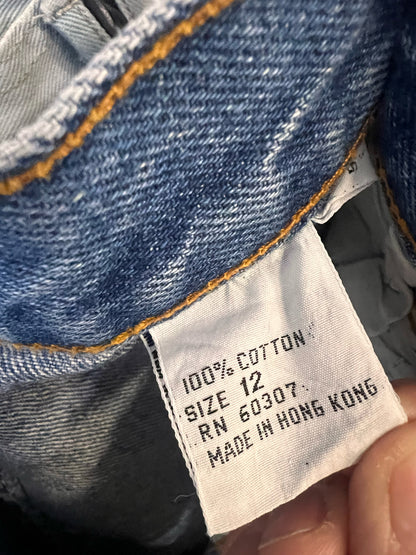 100% COTTON
SIZE 12
RN 60307
MADE IN HONG KONG